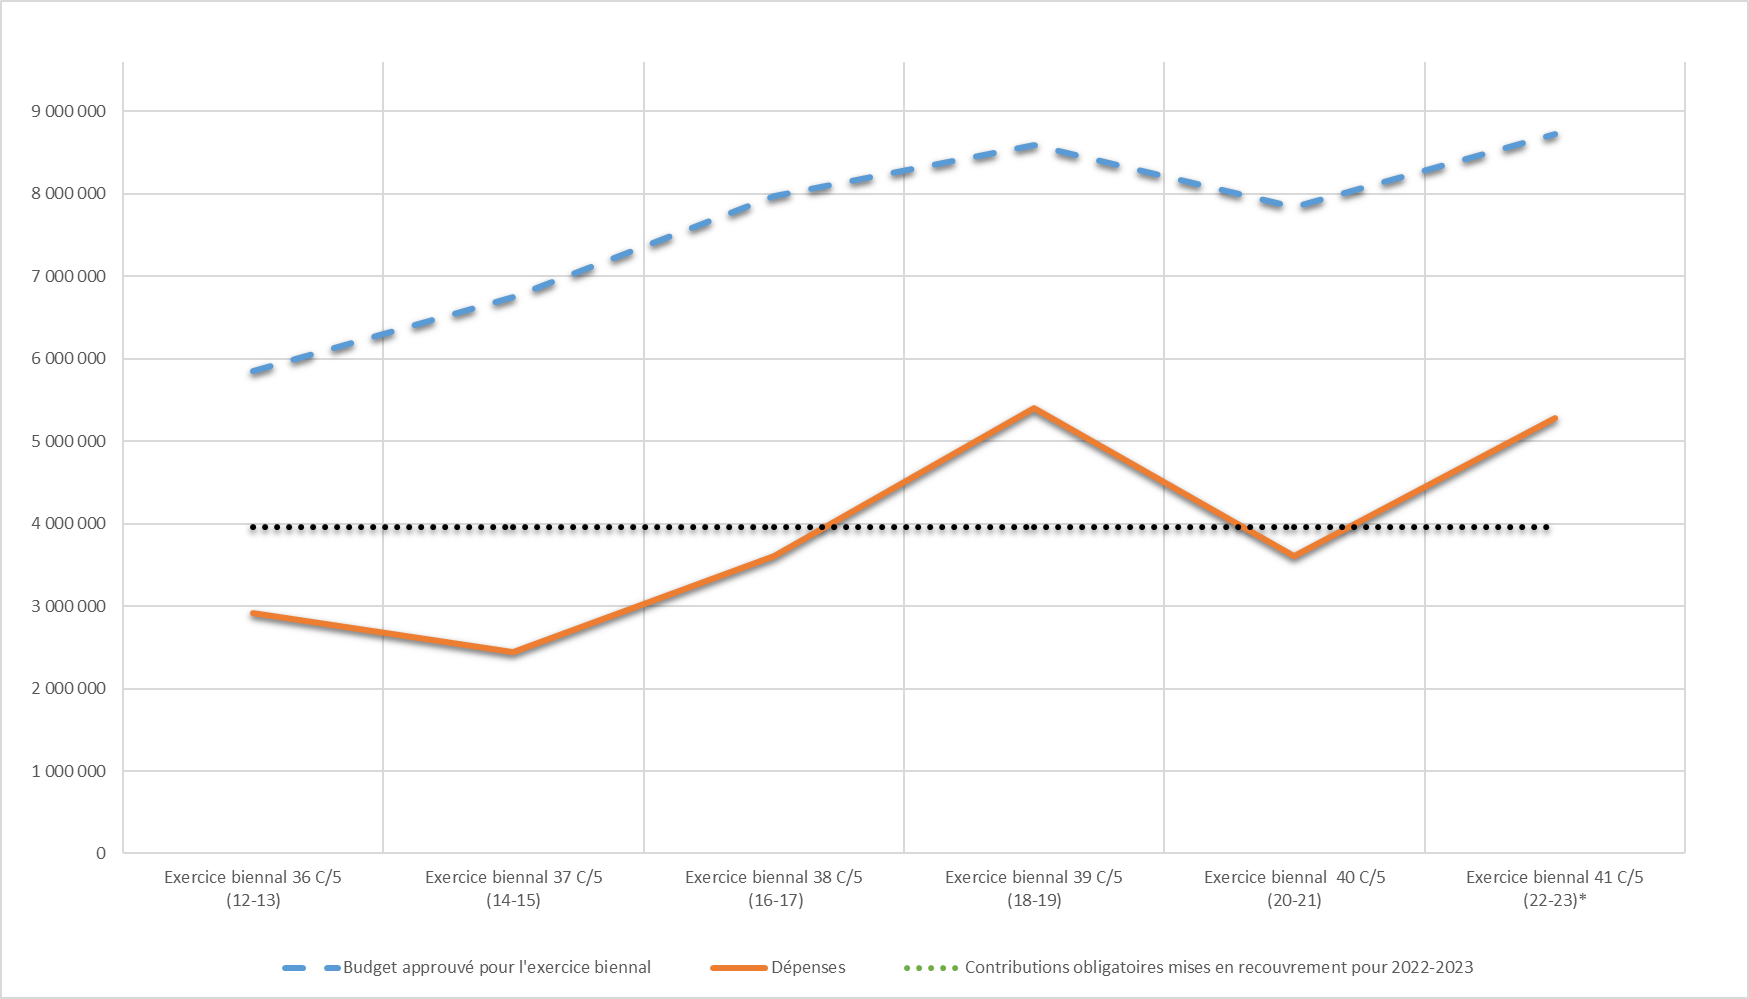 9 000 000
8 000 000
7 000 000
6 000 000
5 000 000
4 000 000
3 000 000
2 000 000
1 000 000
0
Exercice biennal 36 C/5
(12-13)
Exercice biennal 37 C/5
(14-15)
Exercice biennal 38 C/5
(16-17)
Exercice biennal 39 C/5
(18-19)
Exercice biennal 40 C/5
(20-21)
Exercice biennal 41 C/5
(22-23)*
Budget approuvé pour l'exercice biennal
Dépenses
Contributions obligatoires mises en recouvrement pour 2022-2023